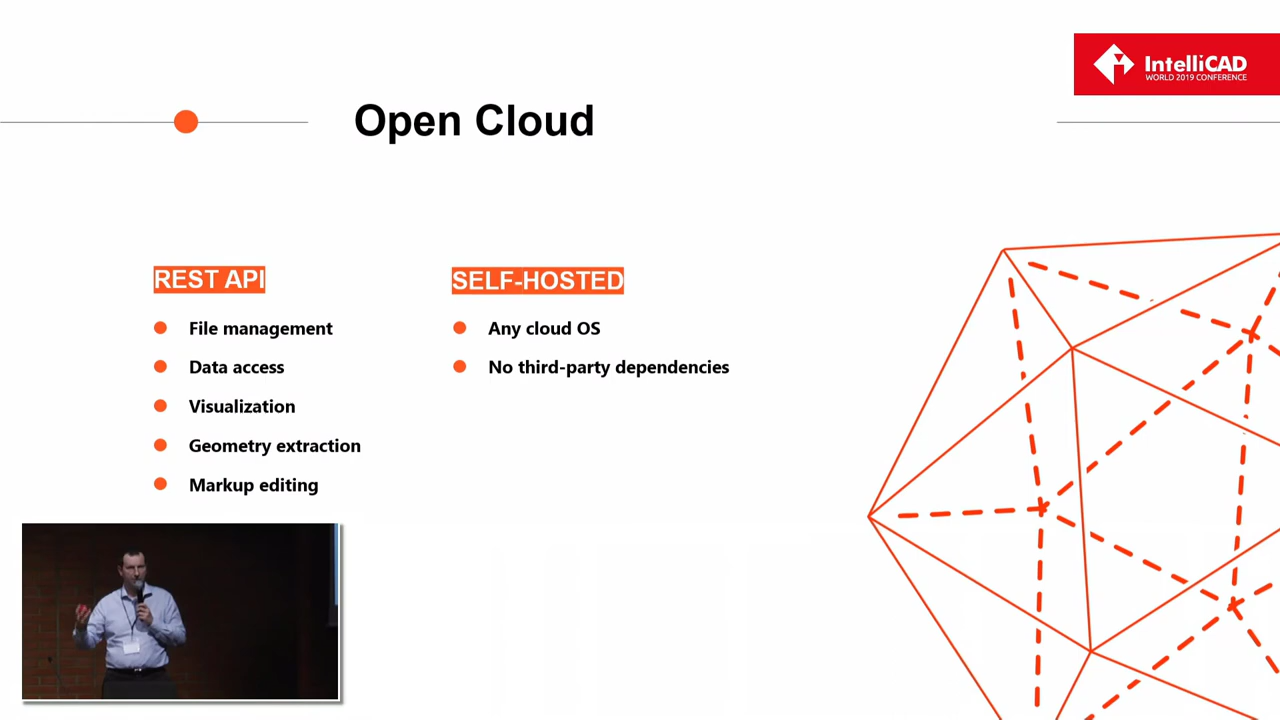 IntelliCAD
WORLD 2019 CONFERENCE
Open Cloud
REST API
File management
Data access
Visualization
Geometry extraction
Markup editing
SELF-HOSTED
Any cloud OS
No third-party dependencies